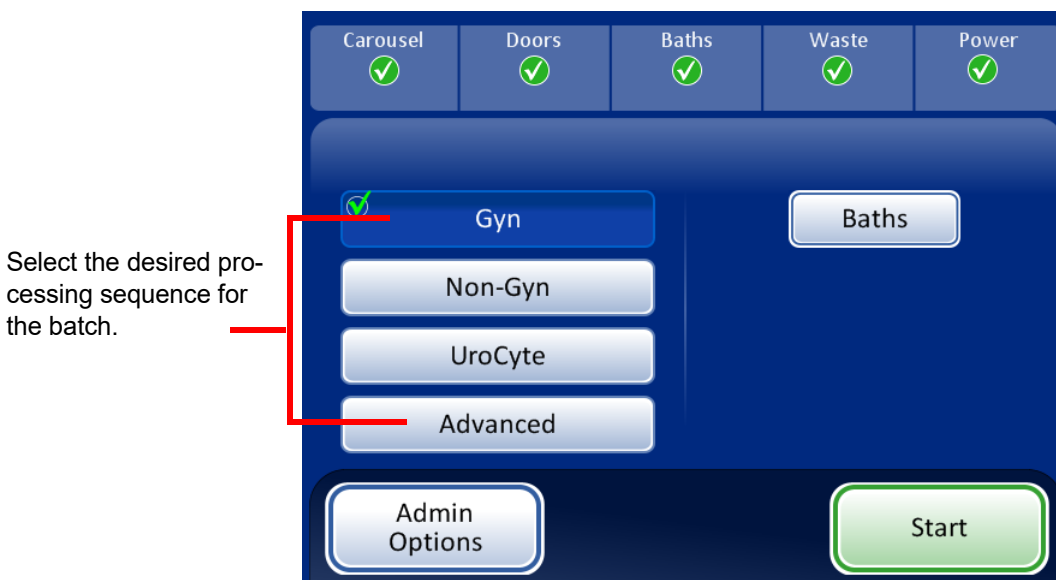 Carousel Doors Baths Waste Power
Select the desired pro-
cessing sequence for
the batch.
Gyn
Non-Gyn
UroCyte
Advanced
Baths
Admin
Options
Start